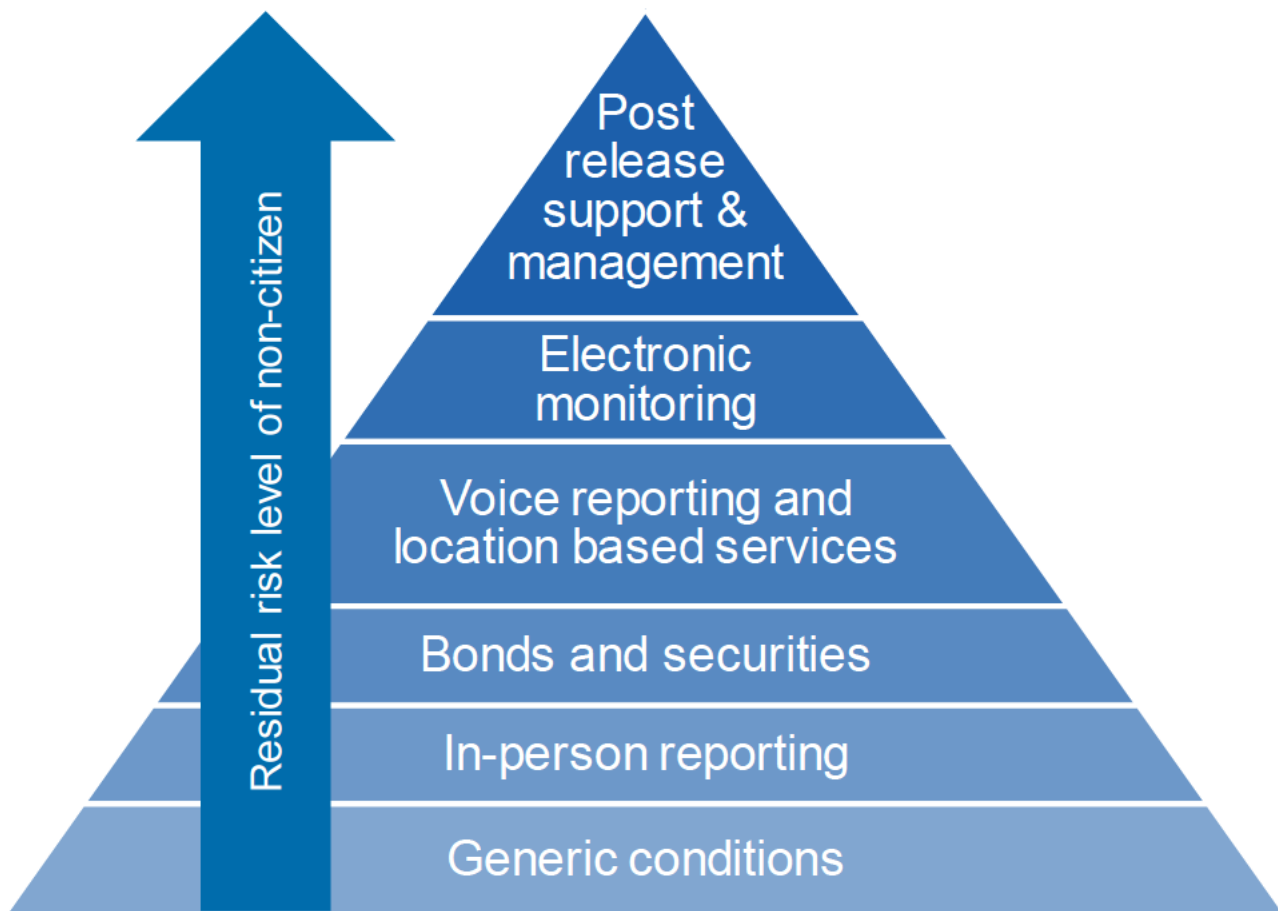 Residual risk level of non-citizen
Post
release
support &
management
Electronic
monitoring
Voice reporting and
location based services
Bonds and securities
In-person reporting
Generic conditions